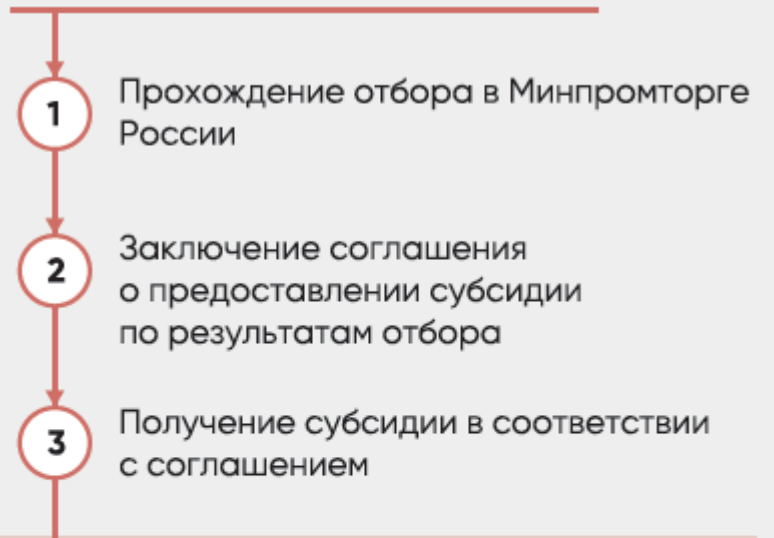 1
Прохождение отбора в Минпромторге
России
2
Заключение соглашения
о предоставлении субсидии
по результатам отбора
3
Получение субсидии в соответствии
с соглашением